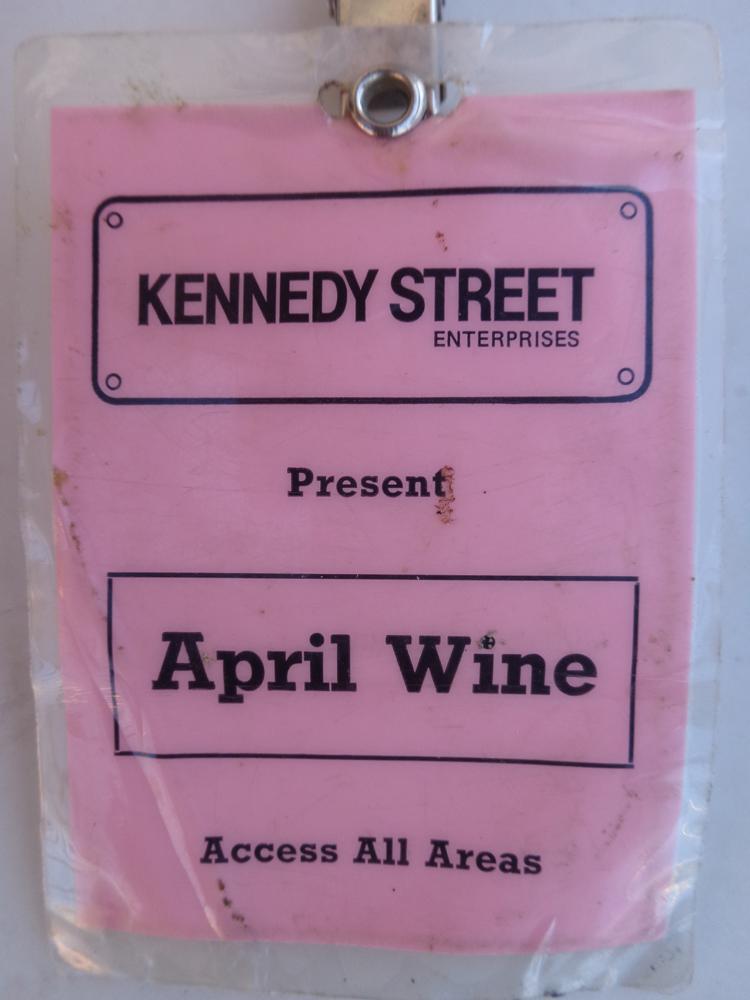 KENNEDY STREET
ENTERPRISES
Present
April Wine
Access All Areas